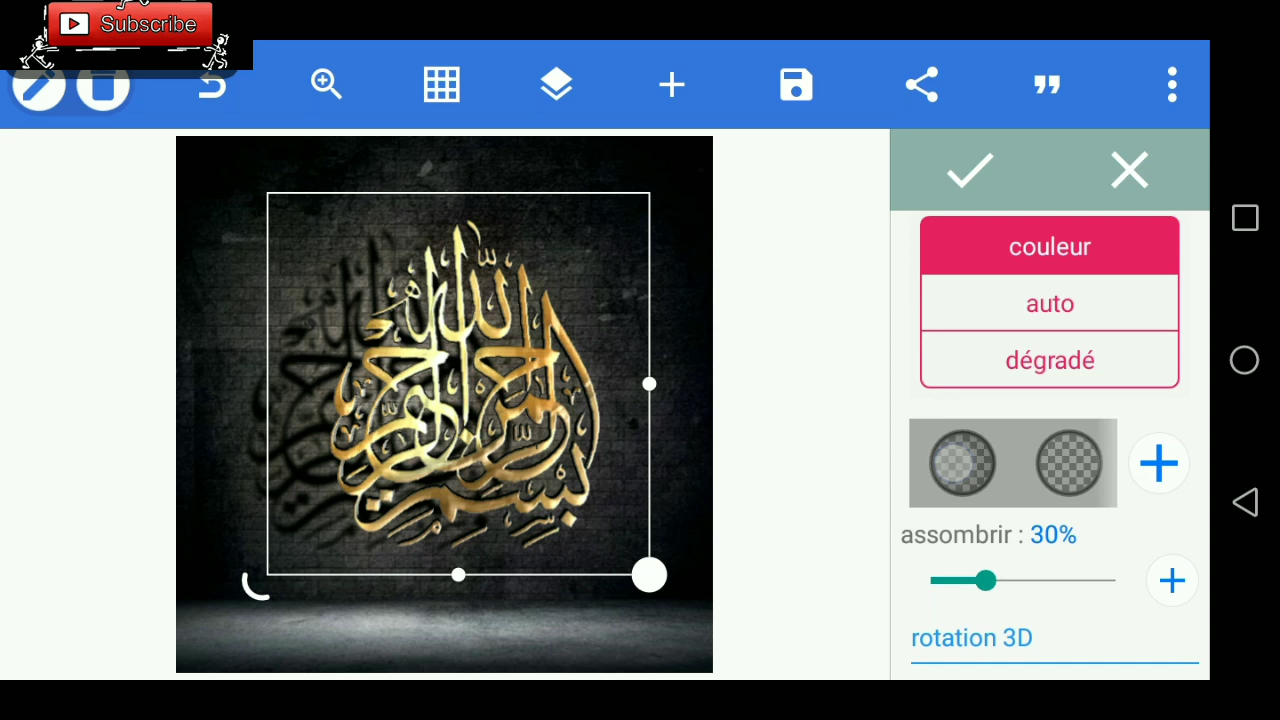 Subscribe
couleur
auto
dégradé
assombrir : 30%
rotation 3D
بسم الله الرحمن الرحيم